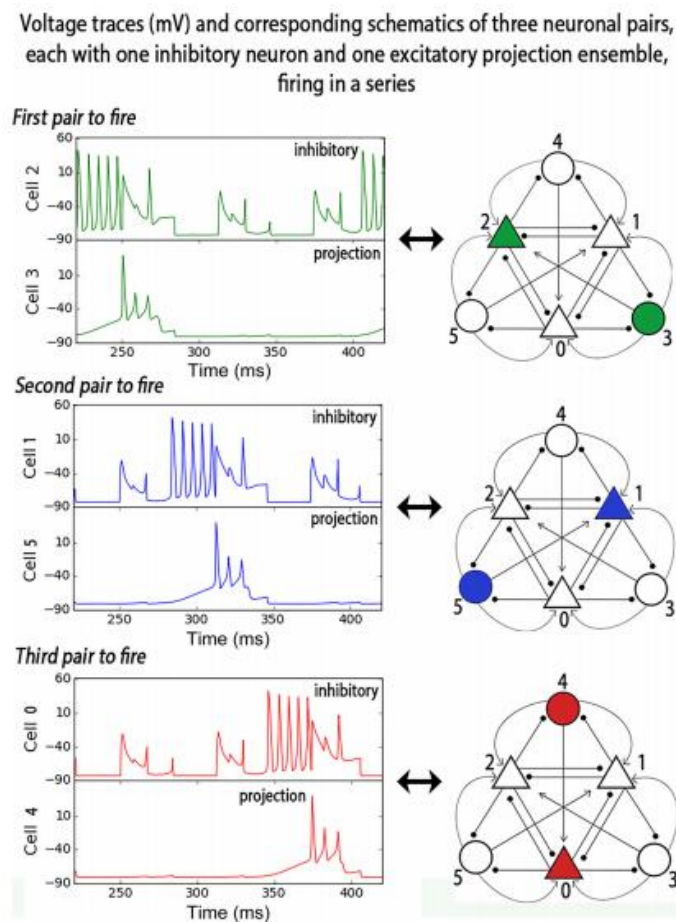 Voltage traces (mV) and corresponding schematics of three neuronal pairs,
each with one inhibitory neuron and one excitatory projection ensemble,
firing in a series
First pair to fire
60
10
−40
−90
Cell 2
inhibitory
10
−40
−90
Cell 3
projection
250
300
350
400
Time (ms)
4
2
1
5
0
3
Second pair to fire
60
10
−40
−90
Cell 1
inhibitory
10
−40
−90
Cell 5
projection
250
300
350
400
Time (ms)
4
2
1
5
0
3
Third pair to fire
60
10
−40
−90
Cell 0
inhibitory
10
−40
−90
Cell 4
projection
250
300
350
400
Time (ms)
4
2
1
5
0
3